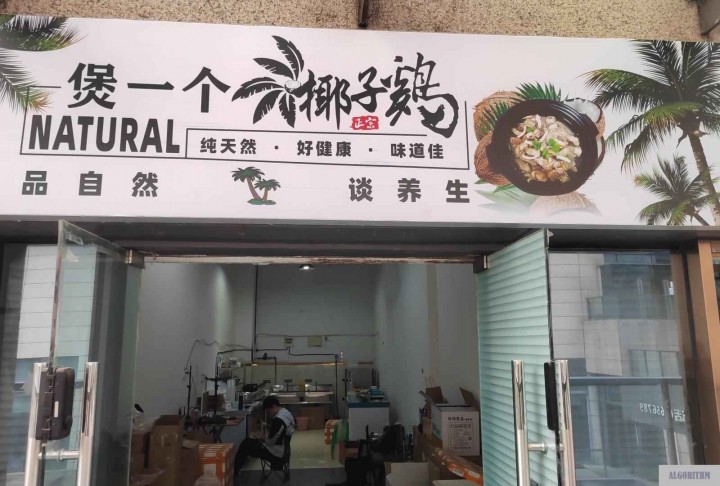 煲一个椰子鸡
正宗
NATURAL
纯天然 · 好健康 · 味道佳
品自然 谈养生
686789
ALGORITHM